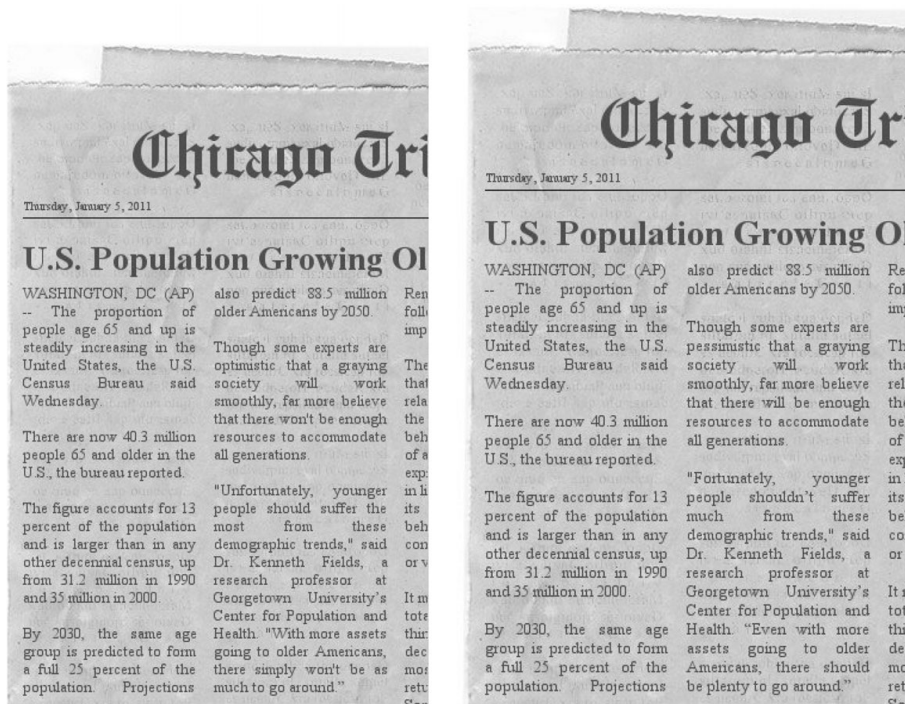 Chicago Tri
Thursday, January 5, 2011
U.S. Population Growing Ol
WASHINGTON, DC (AP)
-- The proportion of
people age 65 and up is
steadily increasing in the
United States, the U.S.
Census Bureau said
Wednesday.
There are now 40.3 million
people 65 and older in the
U.S., the bureau reported.
The figure accounts for 13
percent of the population
and is larger than in any
other decennial census, up
from 31.2 million in 1990
and 35 million in 2000.
By 2030, the same age
group is predicted to form
a full 25 percent of the
population. Projections
also predict 88.5 million
older Americans by 2050.
Though some experts are
optimistic that a graying
society will work
smoothly, far more believe
that there won't be enough
resources to accommodate
all generations.
"Unfortunately, younger
people should suffer the
most from these
demographic trends," said
Dr. Kenneth Fields, a
research professor at
Georgetown University's
Center for Population and
Health. "With more assets
going to older Americans,
there simply won't be as
much to go around."
Chicago Tr
Thursday, January 5, 2011
U.S. Population Growing Ol
WASHINGTON, DC (AP)
-- The proportion of
people age 65 and up is
steadily increasing in the
United States, the U.S.
Census Bureau said
Wednesday.
There are now 40.3 million
people 65 and older in the
U.S., the bureau reported.
The figure accounts for 13
percent of the population
and is larger than in any
other decennial census, up
from 31.2 million in 1990
and 35 million in 2000.
By 2030, the same age
group is predicted to form
a full 25 percent of the
population. Projections
also predict 88.5 million
older Americans by 2050.
Though some experts are
pessimistic that a graying
society will work
smoothly, far more believe
that there will be enough
resources to accommodate
all generations.
"Fortunately, younger
people shouldn't suffer
much from these
demographic trends," said
Dr. Kenneth Fields, a
research professor at
Georgetown University's
Center for Population and
Health. "Even with more
assets going to older
Americans, there should
be plenty to go around."